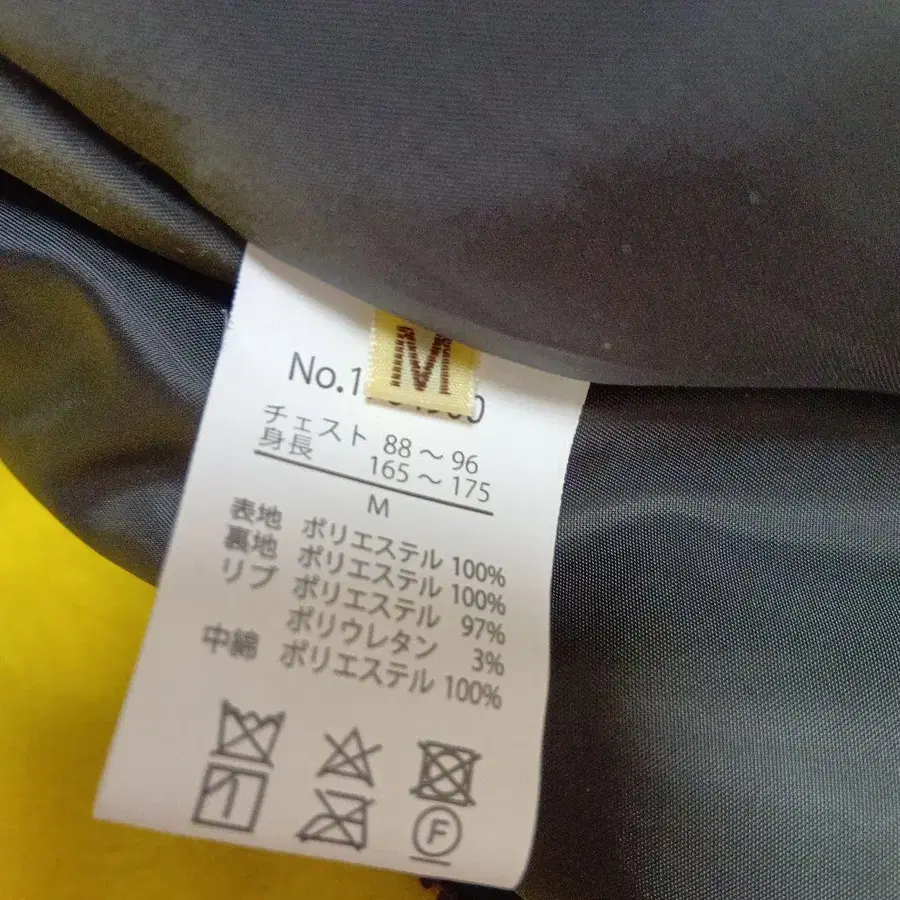 M
No.1
チェスト 88～96
身長 165～175
M
表地 ポリエステル 100%
裏地 ポリエステル 100%
リブ ポリエステル 97%
ポリウレタン 3%
中綿 ポリエステル 100%
F